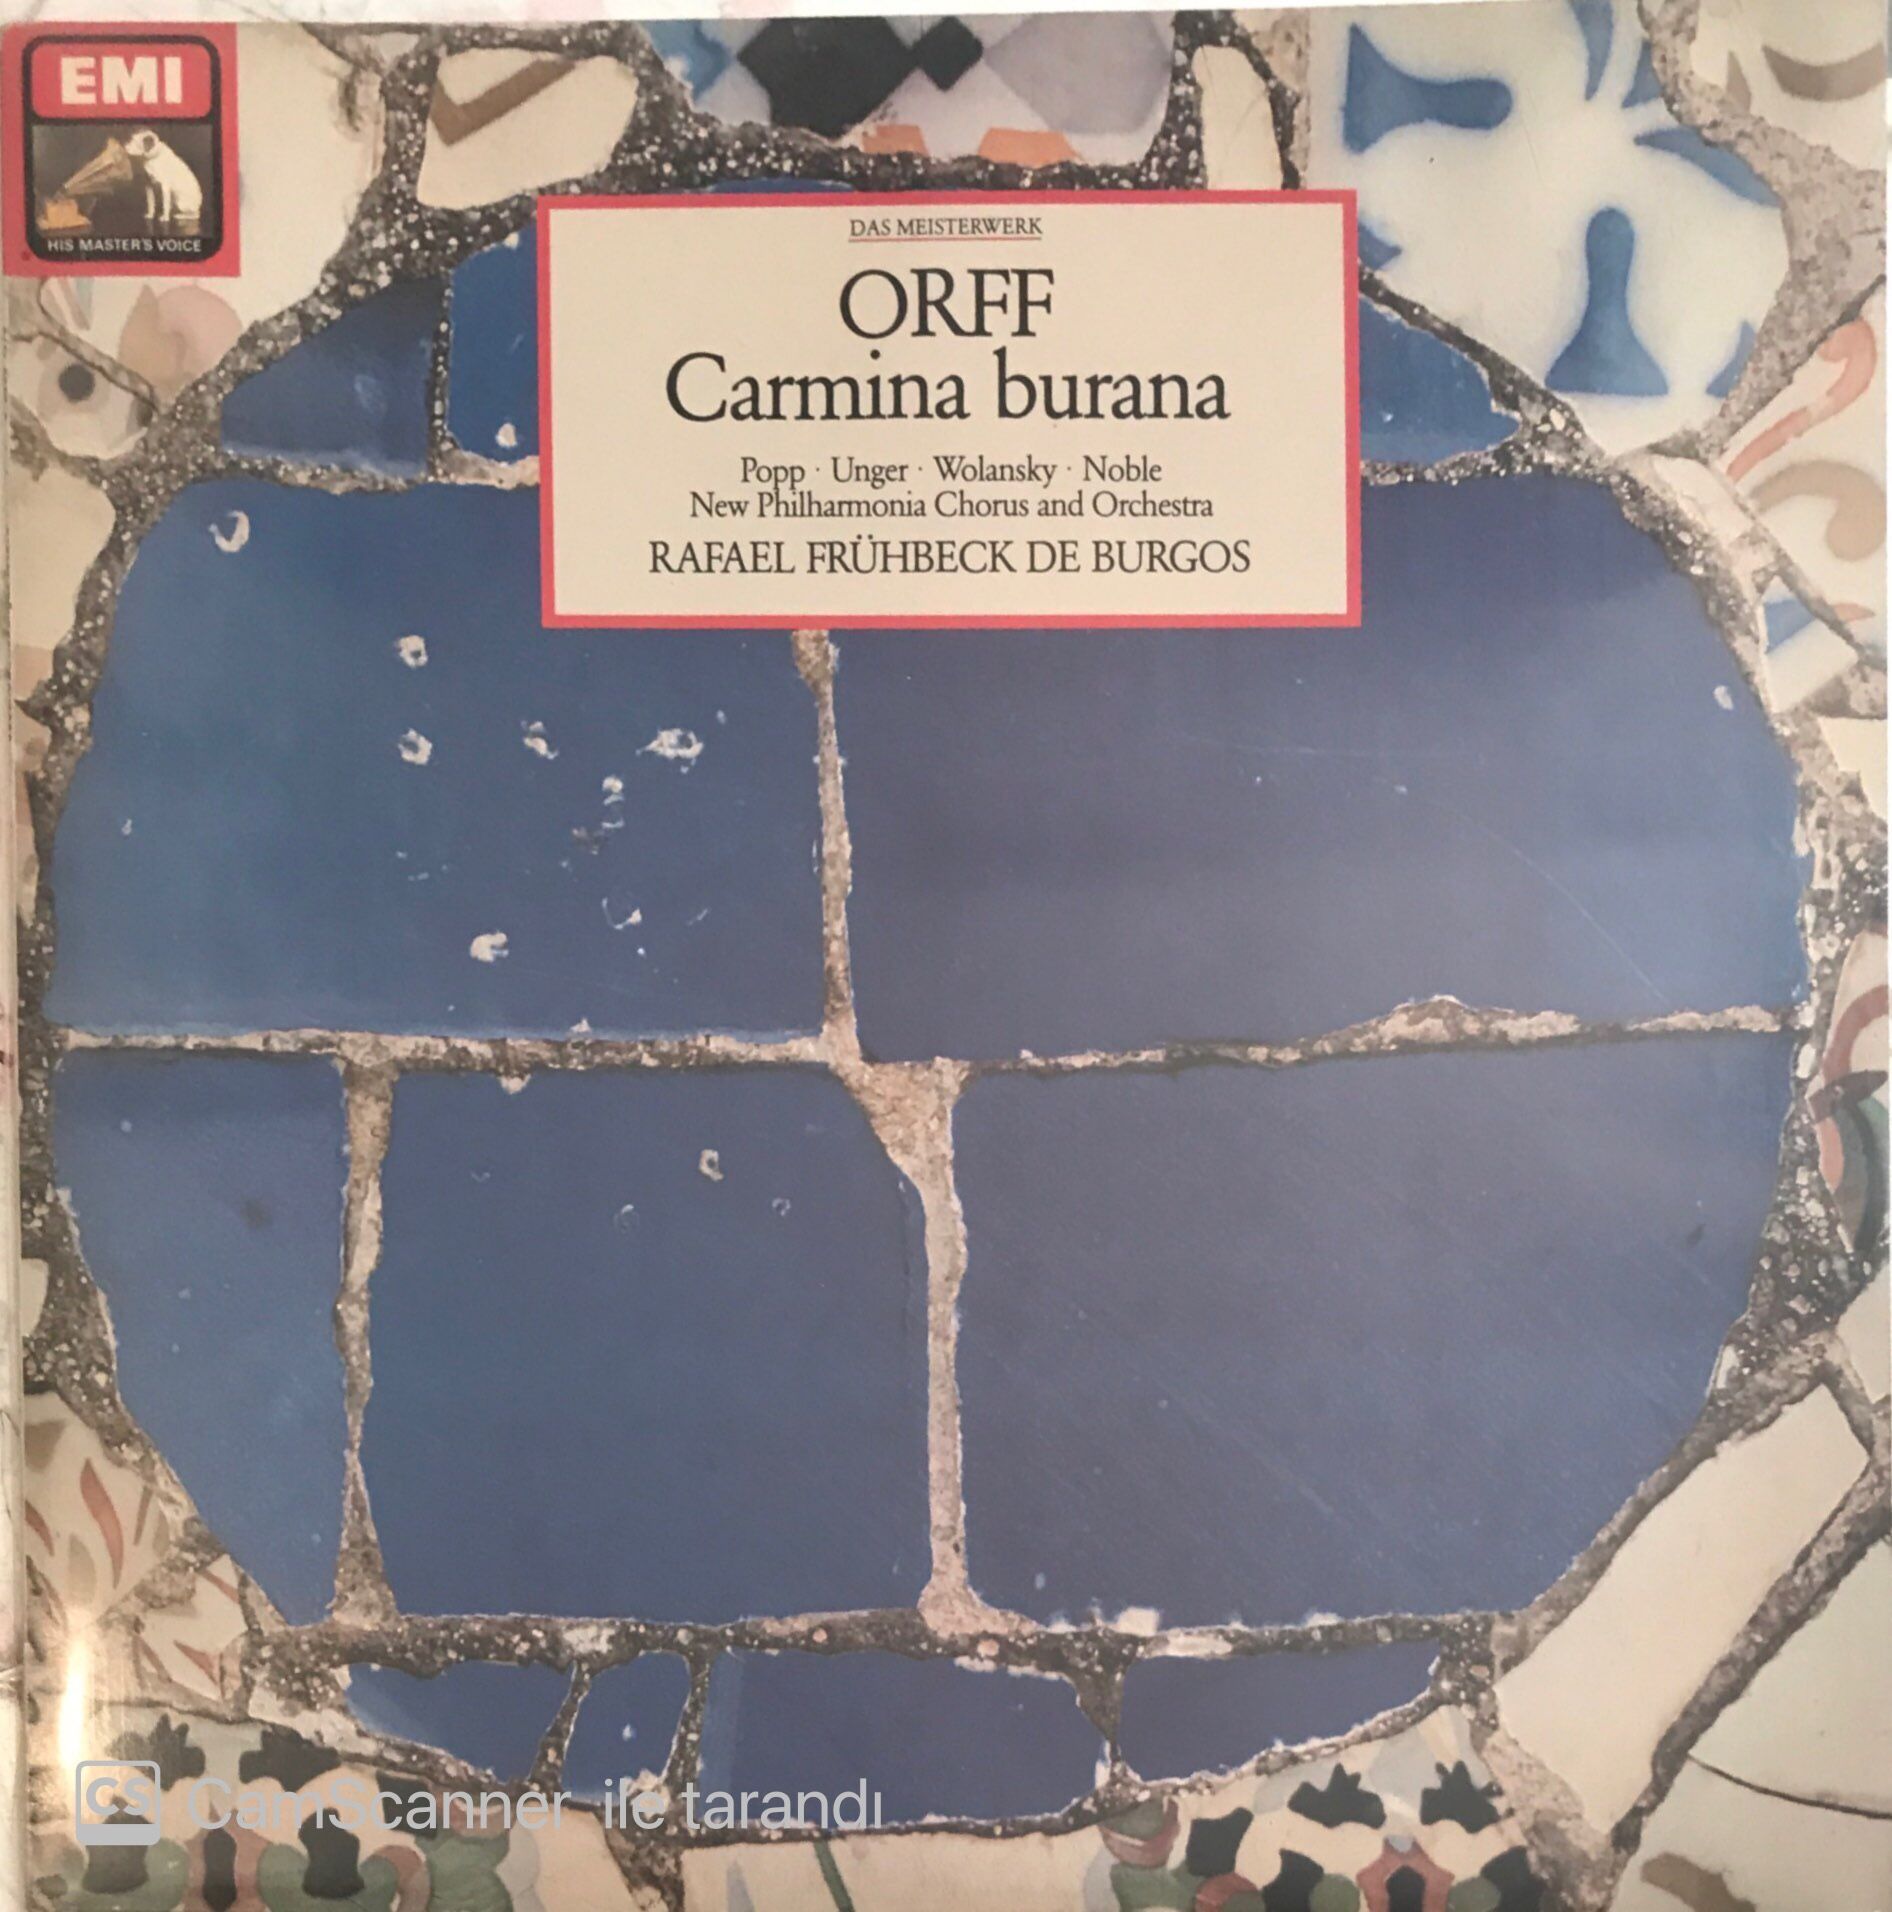 EMI
HIS MASTER'S VOICE
DAS MEISTERWERK
ORFF
Carmina burana
Popp · Unger · Wolansky · Noble
New Philharmonia Chorus and Orchestra
RAFAEL FRÜHBECK DE BURGOS
CS CamScanner ile tarandı